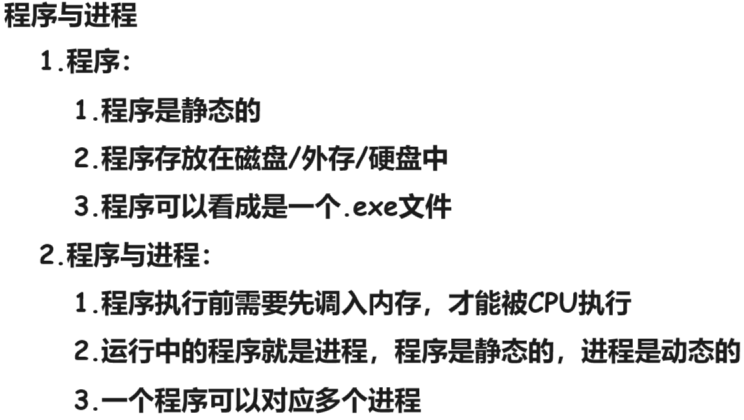 程序与进程
1.程序：
1.程序是静态的
2.程序存放在磁盘/外存/硬盘中
3.程序可以看成是一个.exe文件
2.程序与进程：
1.程序执行前需要先调入内存，才能被CPU执行
2.运行中的程序就是进程，程序是静态的，进程是动态的
3.一个程序可以对应多个进程